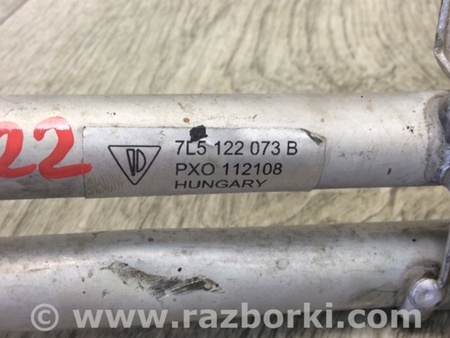 22
7L5 122 073 B
PXO 112108
HUNGARY
www.razborki.com